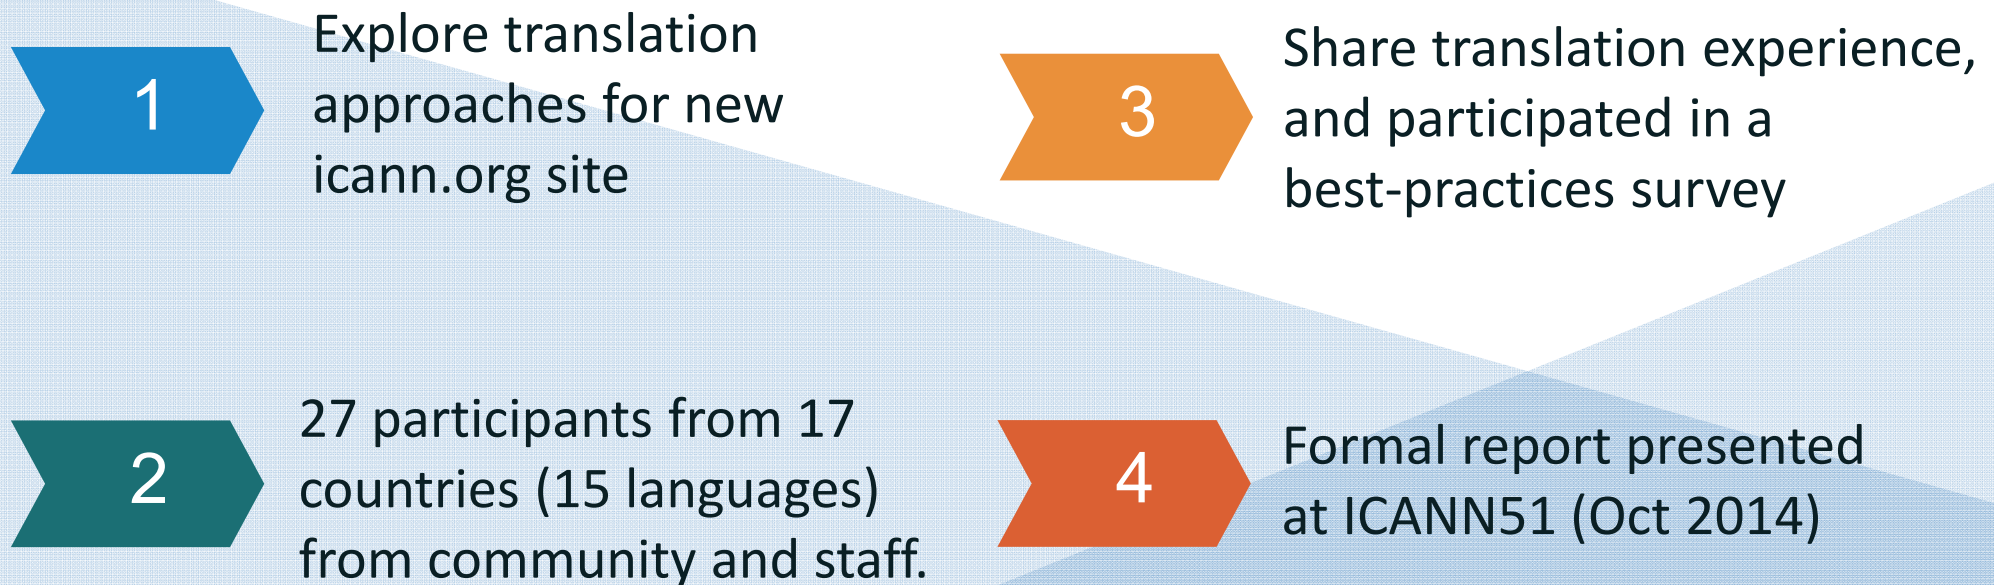 1
Explore translation
approaches for new
icann.org site
2
27 participants from 17
countries (15 languages)
from community and staff.
3
Share translation experience,
and participated in a
best-practices survey
4
Formal report presented
at ICANN51 (Oct 2014)